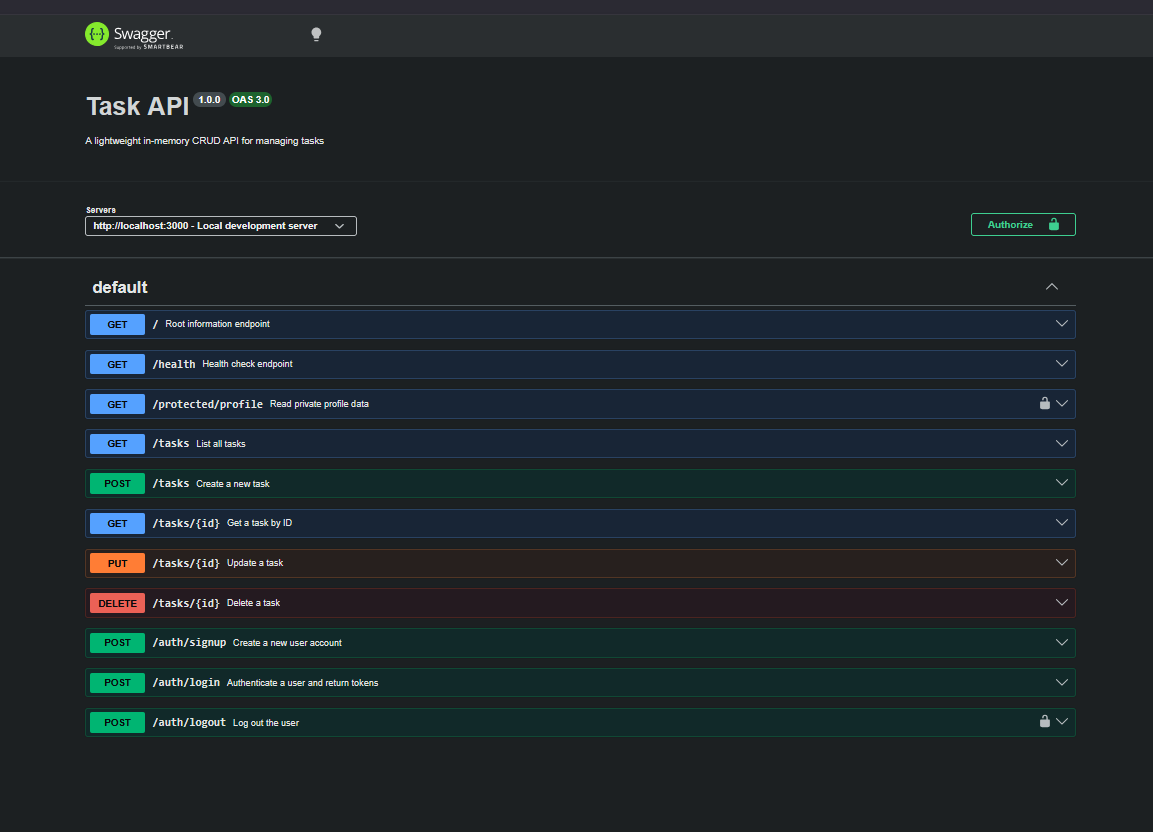 Swagger.
Supported by SMARTBEAR
Task API 1.0.0 OAS 3.0
A lightweight in-memory CRUD API for managing tasks
Servers
http://localhost:3000 - Local development server
Authorize
default
GET / Root information endpoint
GET /health Health check endpoint
GET /protected/profile Read private profile data
GET /tasks List all tasks
POST /tasks Create a new task
GET /tasks/{id} Get a task by ID
PUT /tasks/{id} Update a task
DELETE /tasks/{id} Delete a task
POST /auth/signup Create a new user account
POST /auth/login Authenticate a user and return tokens
POST /auth/logout Log out the user